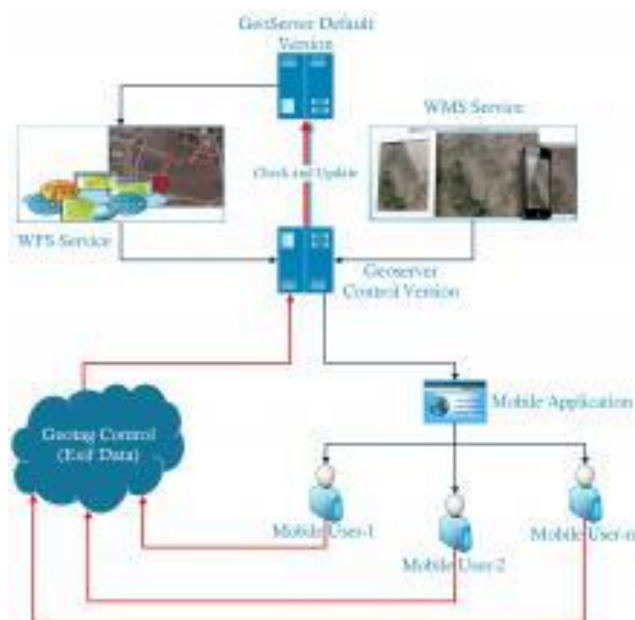 GeoServer Default
Version
WMS Service
Check and Update
WFS Service
Geoserver
Control Version
Mobile Application
Geotag Control
(Exif Data)
Mobile User-1
Mobile User-2
Mobile User-n